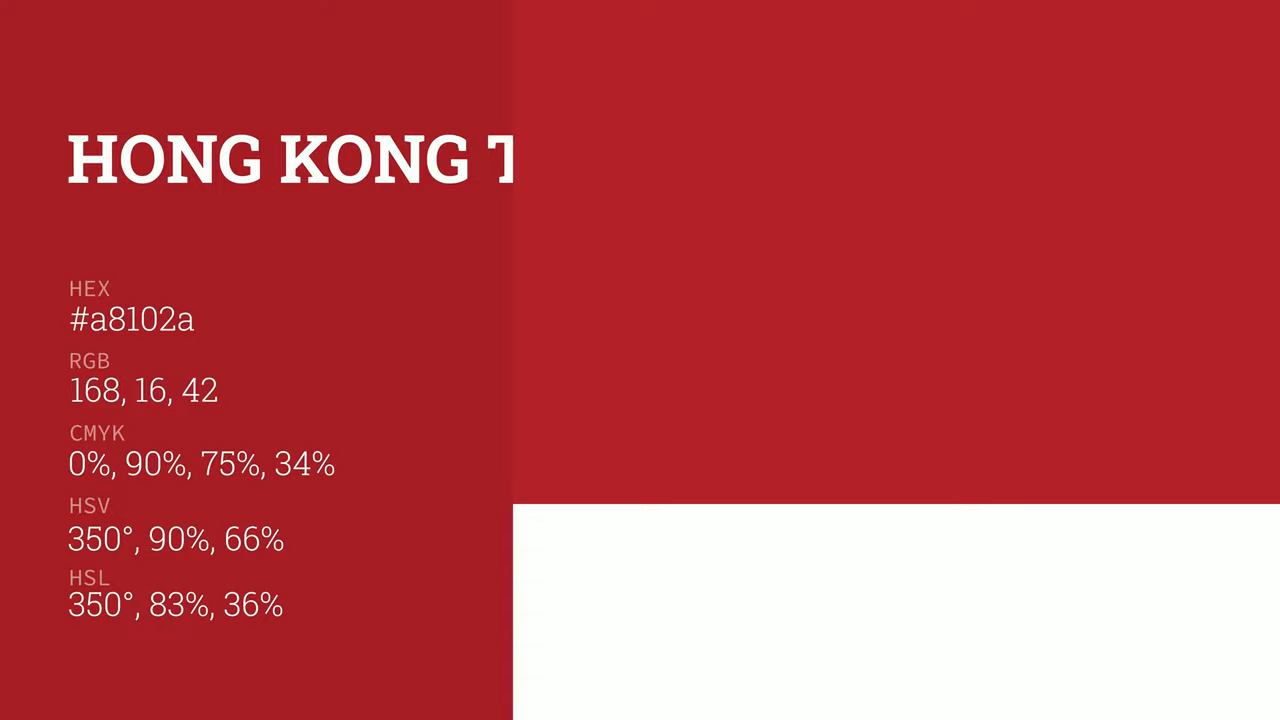 HONG KONG T
HEX
#a8102a
RGB
168, 16, 42
CMYK
0%, 90%, 75%, 34%
HSV
350°, 90%, 66%
HSL
350°, 83%, 36%